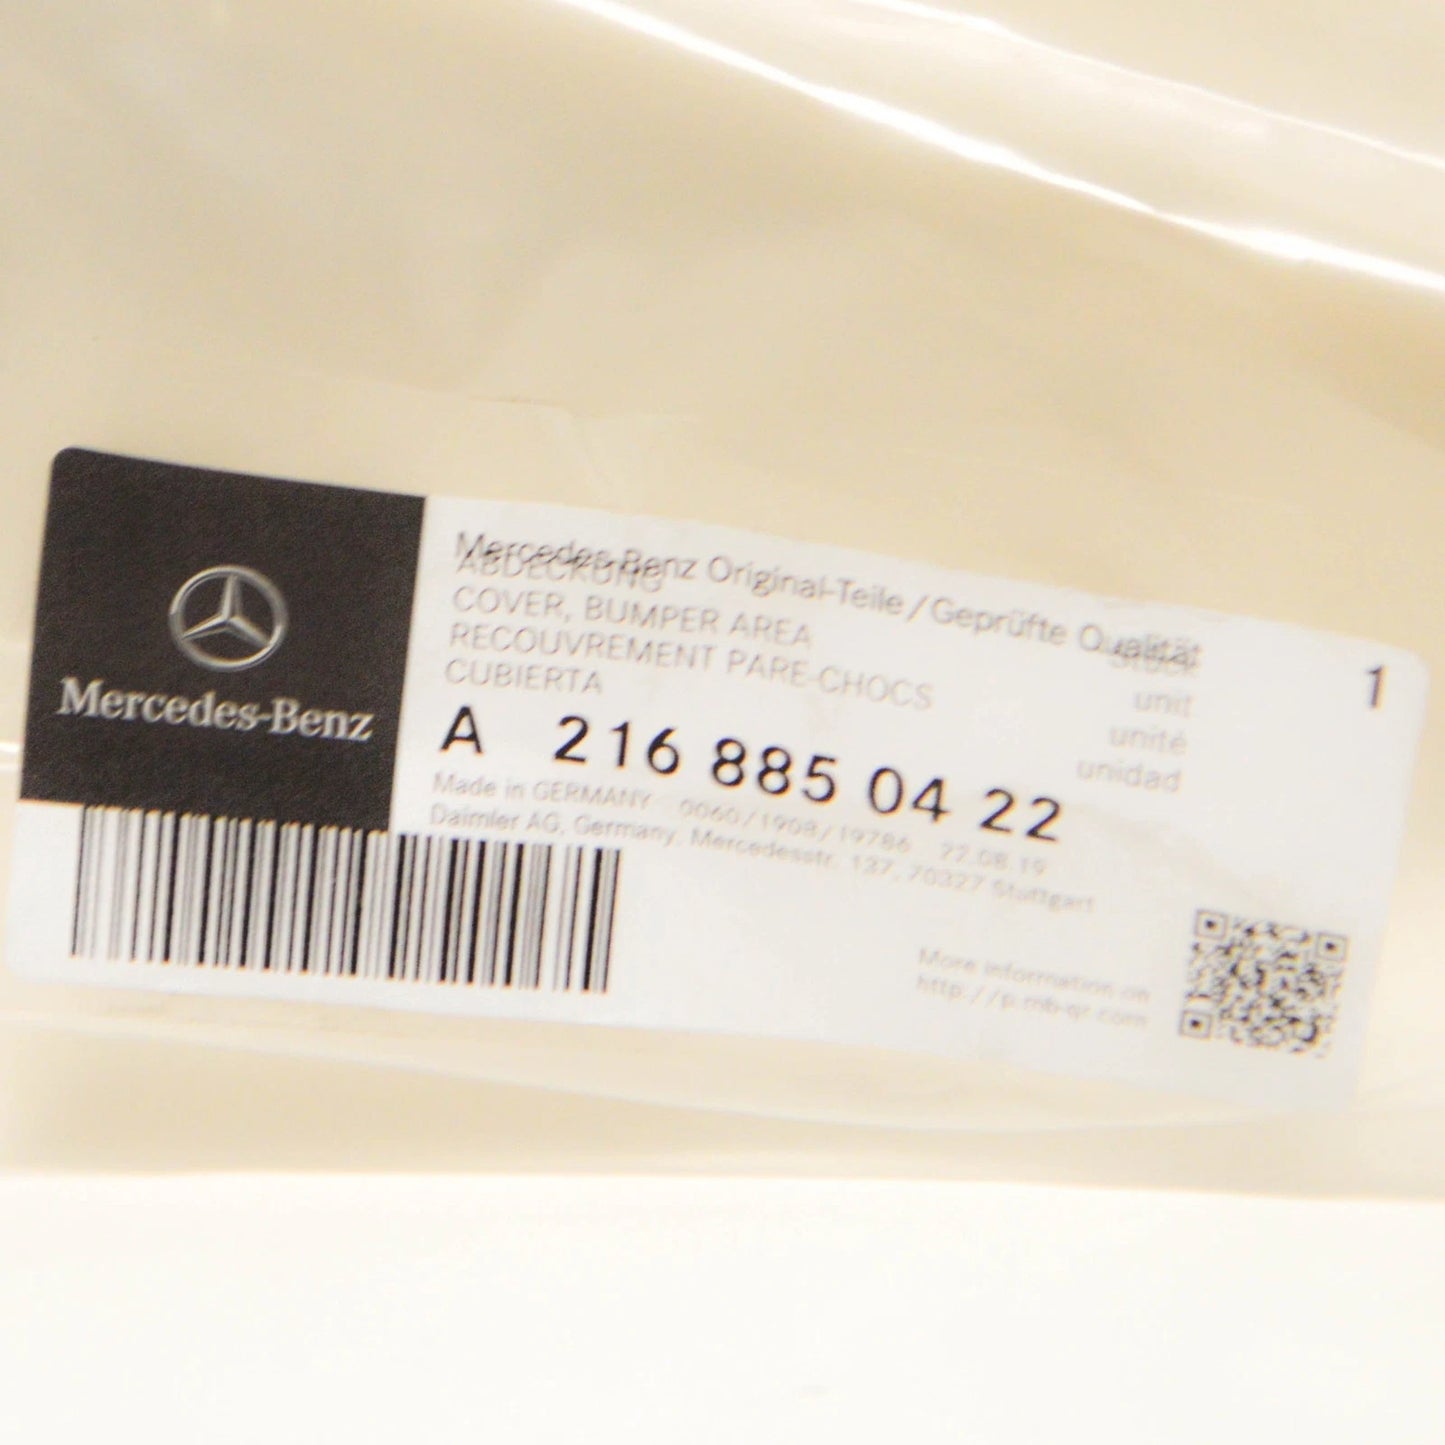 Mercedes-Benz
Mercedes-Benz Original-Teile / Geprüfte Qualität
ABDECKUNG
COVER, BUMPER AREA
RECOUVREMENT PARE-CHOCS
CUBIERTA
Stück
unit
unité
unidad
1
A 216 885 04 22
Made in GERMANY 0060/1908/19786 22.08.19
Daimler AG, Germany, Mercedesstr. 137, 70327 Stuttgart
More information on
http://p.mb-qr.com